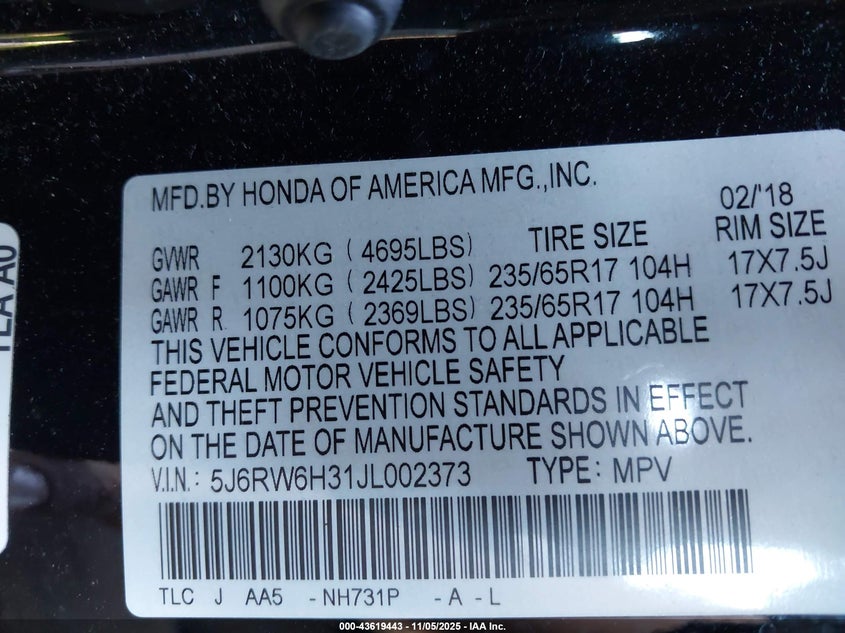 MFD.BY HONDA OF AMERICA MFG.,INC.
02/'18
GVWR 2130KG ( 4695LBS) TIRE SIZE RIM SIZE
GAWR F 1100KG ( 2425LBS) 235/65R17 104H 17X7.5J
GAWR R 1075KG ( 2369LBS) 235/65R17 104H 17X7.5J
THIS VEHICLE CONFORMS TO ALL APPLICABLE
FEDERAL MOTOR VEHICLE SAFETY
AND THEFT PREVENTION STANDARDS IN EFFECT
ON THE DATE OF MANUFACTURE SHOWN ABOVE.
V.I.N.: 5J6RW6H31JL002373 TYPE: MPV
TLC J AA5 -NH731P -A -L
000-43619443 - 11/05/2025 - IAA Inc.